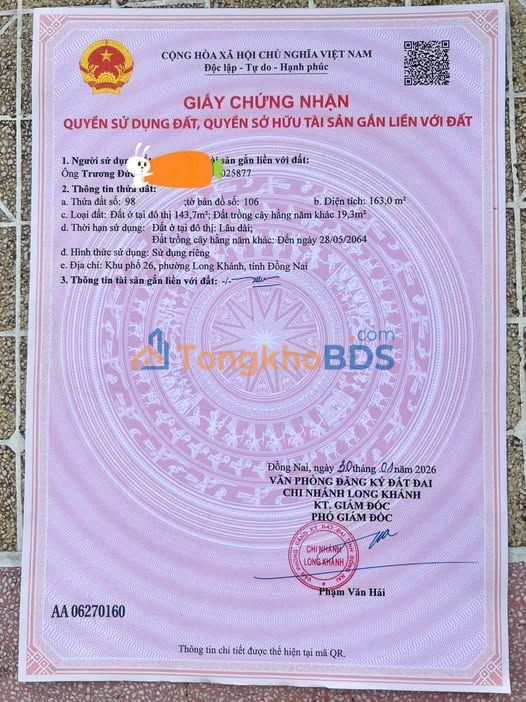 CỘNG HÒA XÃ HỘI CHỦ NGHĨA VIỆT NAM
Độc lập - Tự do - Hạnh phúc
GIẤY CHỨNG NHẬN
QUYỀN SỬ DỤNG ĐẤT, QUYỀN SỞ HỮU TÀI SẢN GẮN LIỀN VỚI ĐẤT
1. Người sử dụng đất tài sản gắn liền với đất:
Ông Trương 025877
2. Thông tin thửa đất:
a. Thửa đất số: 98 ;tờ bản đồ số: 106 b. Diện tích: 163,0 m²
c. Loại đất: Đất ở tại đô thị 143,7m²; Đất trồng cây hằng năm khác 19,3m²
d. Thời hạn sử dụng: Đất ở tại đô thị: Lâu dài;
Đất trồng cây hằng năm khác: Đến ngày 28/05/2064
đ. Hình thức sử dụng: Sử dụng riêng
e. Địa chỉ: Khu phố 26, phường Long Khánh, tỉnh Đồng Nai
3. Thông tin tài sản gắn liền với đất: -/-
TongkhoBDS.com
Đồng Nai, ngày 30 tháng 01 năm 2026
VĂN PHÒNG ĐĂNG KÝ ĐẤT ĐAI
CHI NHÁNH LONG KHÁNH
KT. GIÁM ĐỐC
PHÓ GIÁM ĐỐC
CHI NHÁNH
LONG KHÁNH
Phạm Văn Hải
AA 06270160
Thông tin chi tiết được thể hiện tại mã QR.